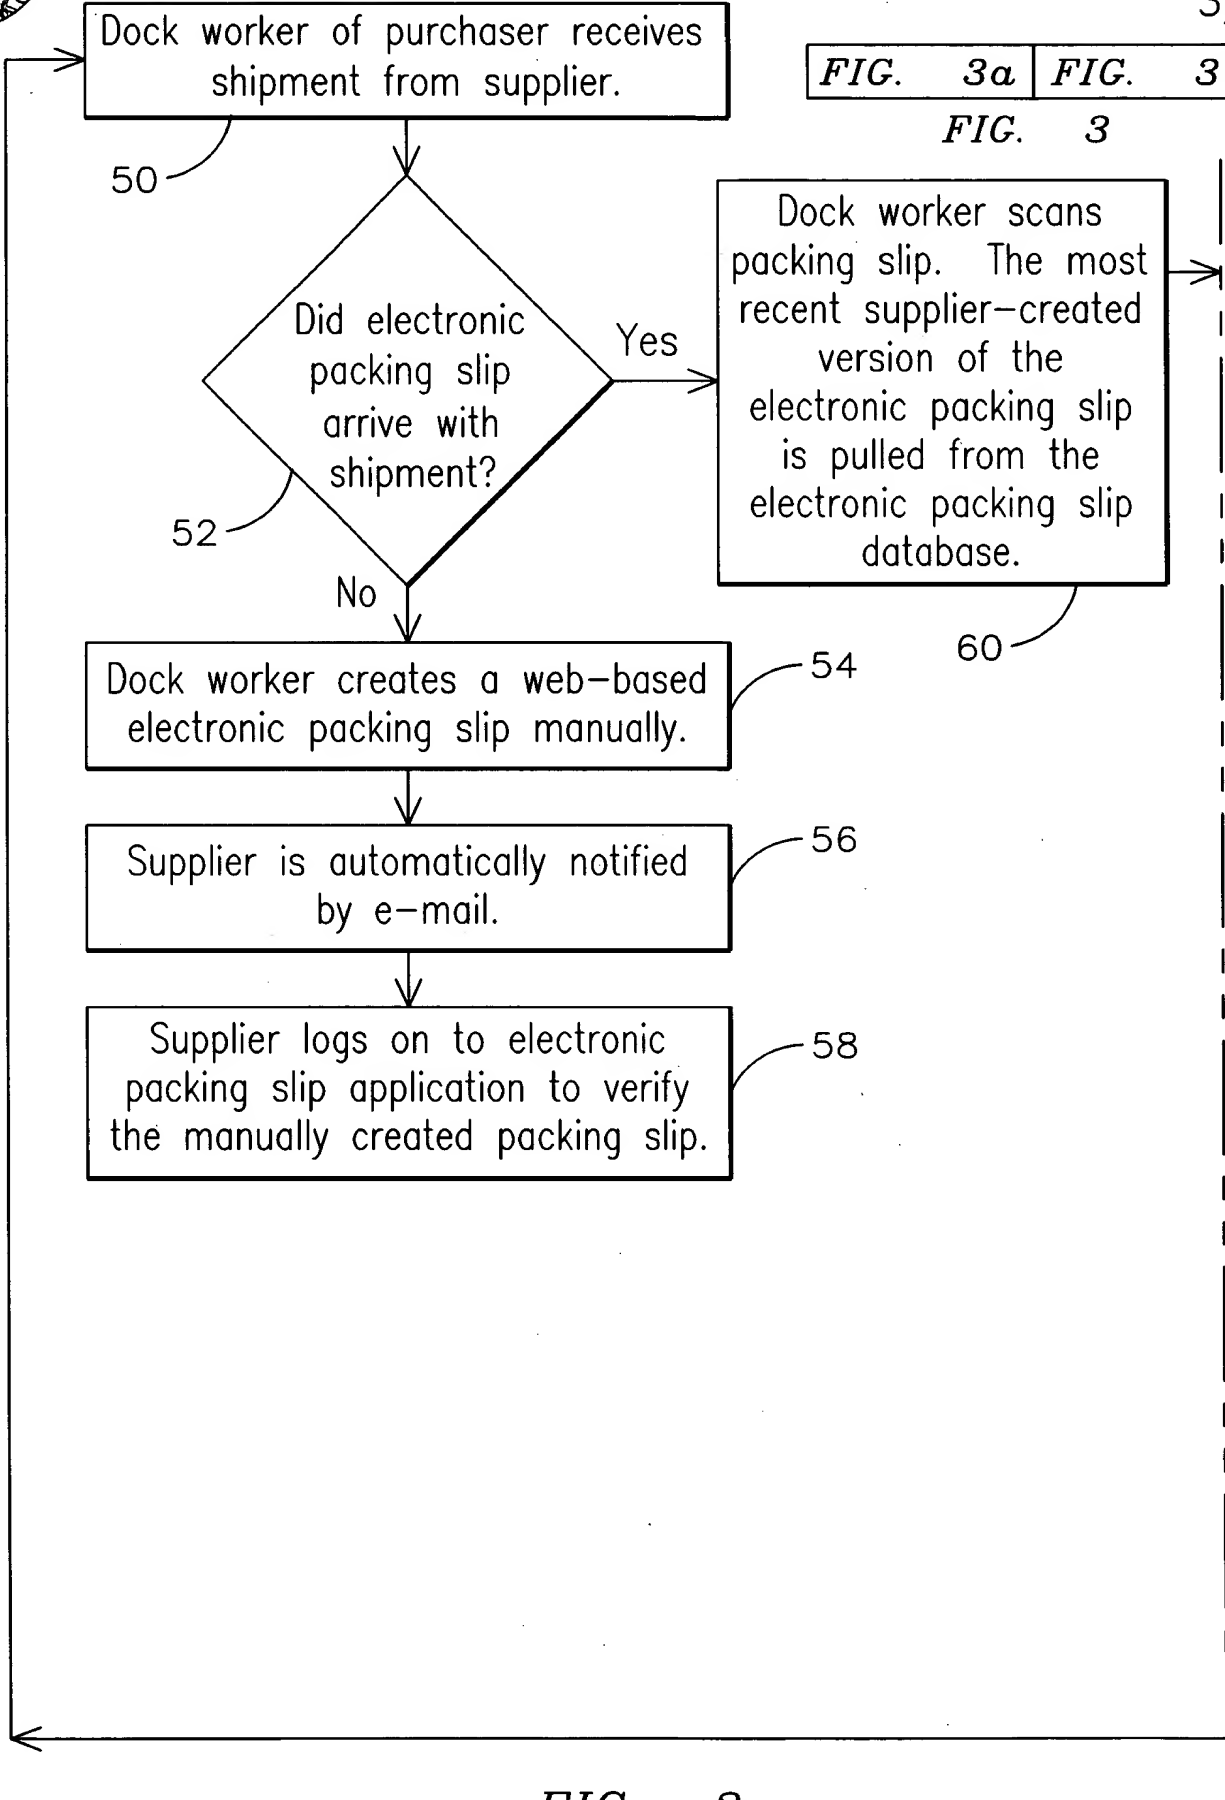 Dock worker of purchaser receives
shipment from supplier.
FIG. 3a FIG. 3
FIG. 3
50
Did electronic
packing slip
arrive with
shipment?
52
Yes
No
Dock worker scans
packing slip. The most
recent supplier-created
version of the
electronic packing slip
is pulled from the
electronic packing slip
database.
60
Dock worker creates a web-based
electronic packing slip manually.
54
Supplier is automatically notified
by e-mail.
56
Supplier logs on to electronic
packing slip application to verify
the manually created packing slip.
58